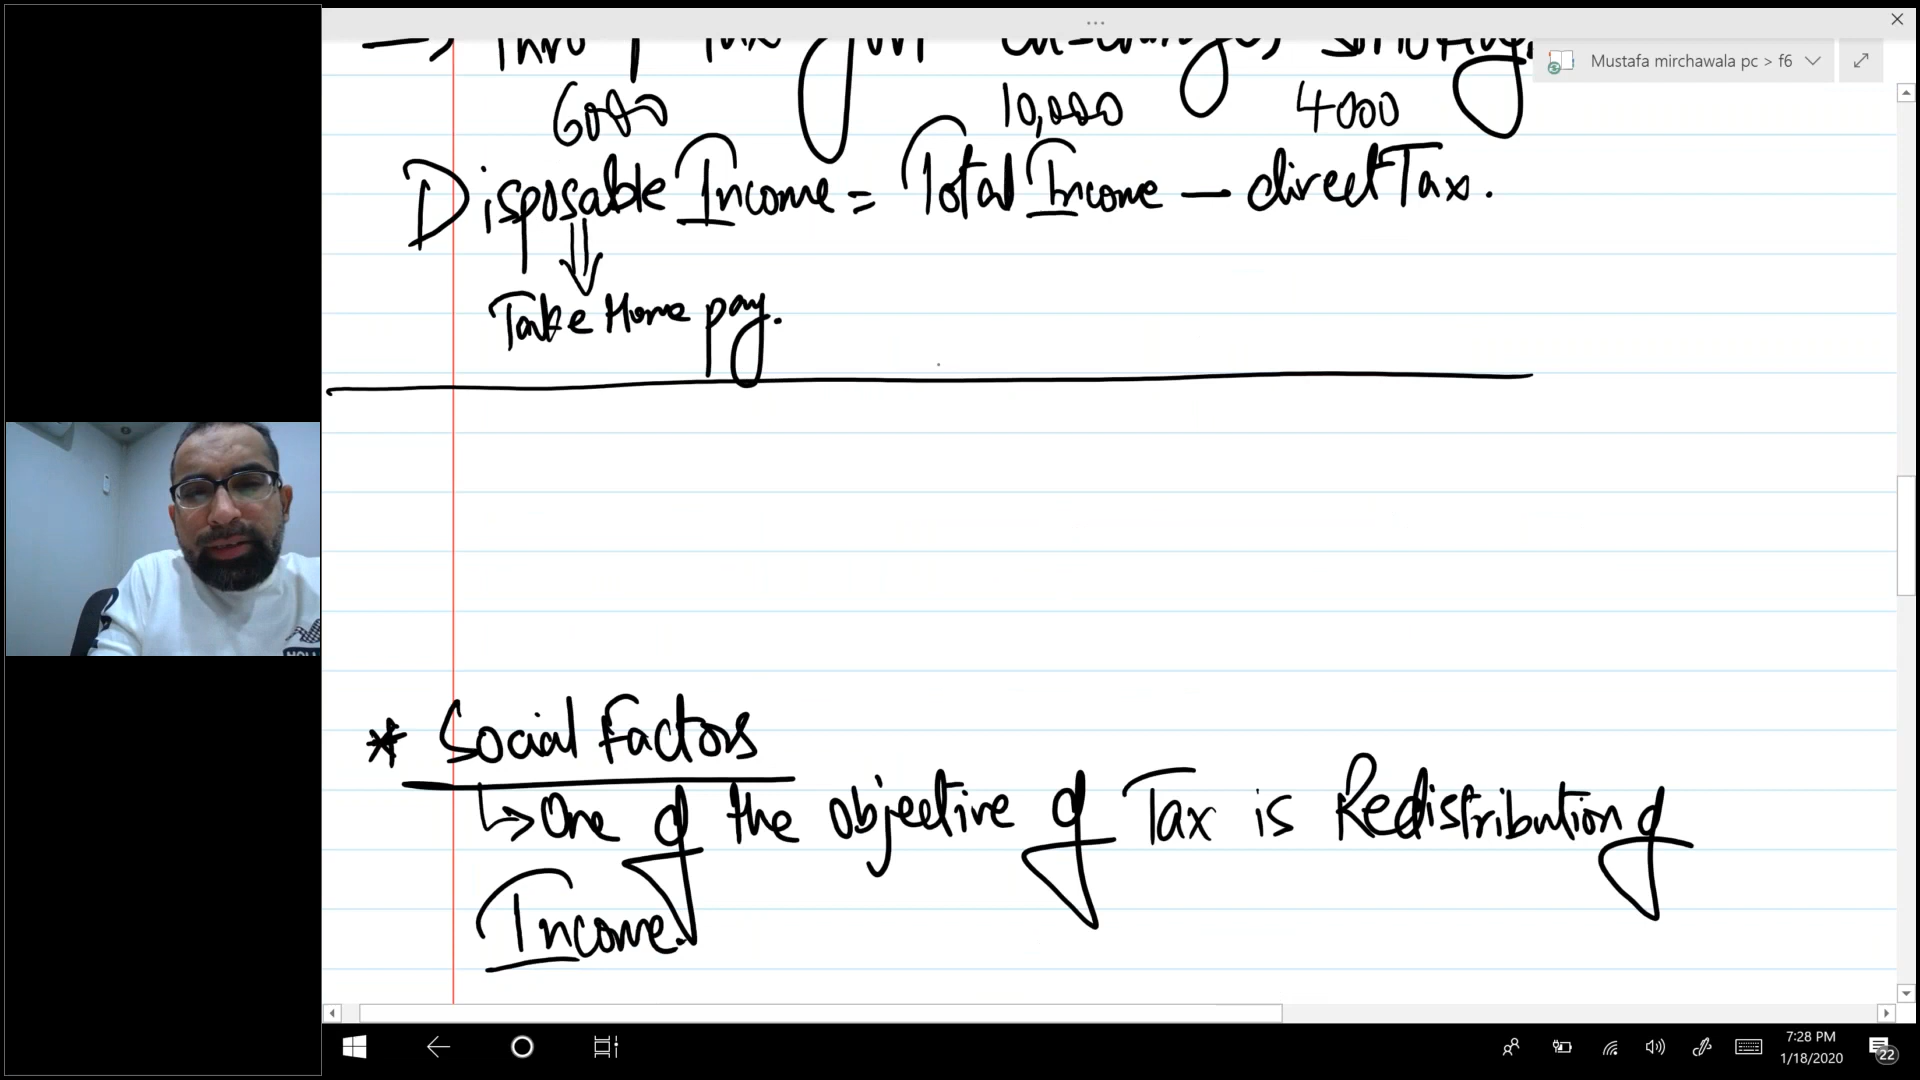 Mustafa mirchawala pc > f6
Tax
6000 10,000 4000
Disposable Income = Total Income – direct Tax.
Take Home pay.
* Social Factors
One of the objective of Tax is Redistribution of
Income.
7:28 PM
1/18/2020
22